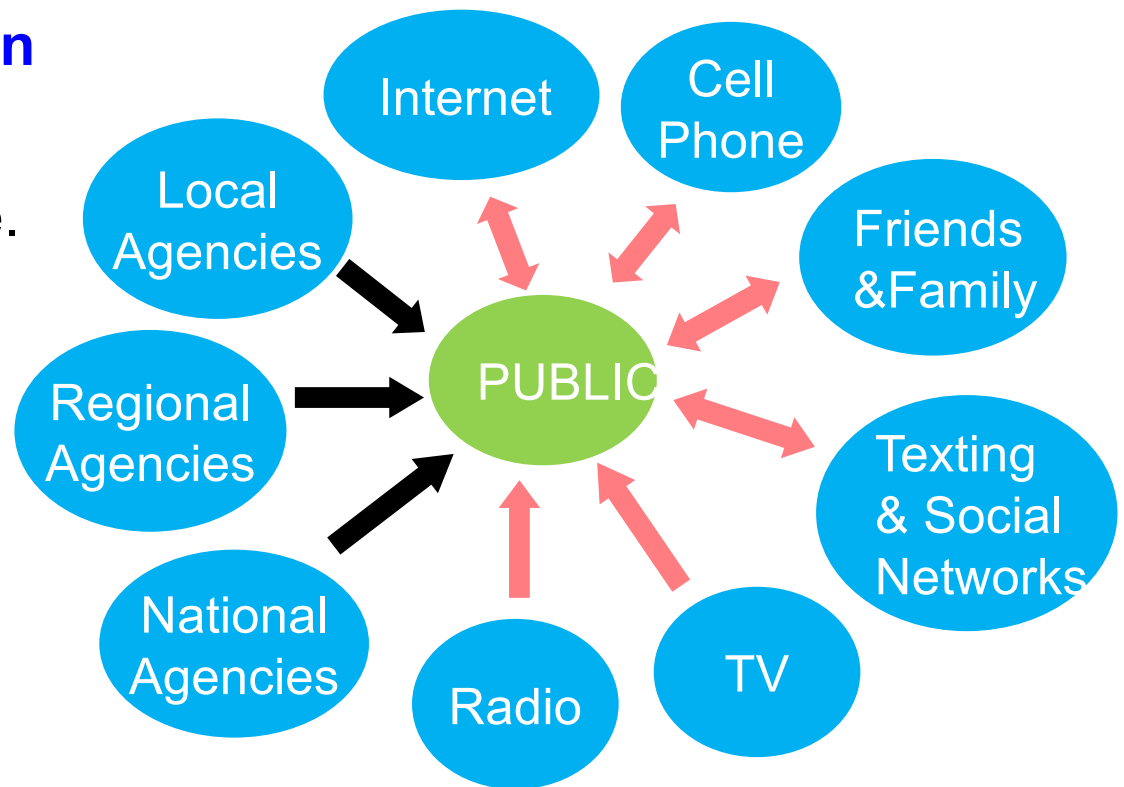 n
e.
Internet
Cell
Phone
Local
Agencies
Friends
&Family
PUBLIC
Regional
Agencies
Texting
& Social
Networks
National
Agencies
Radio
TV